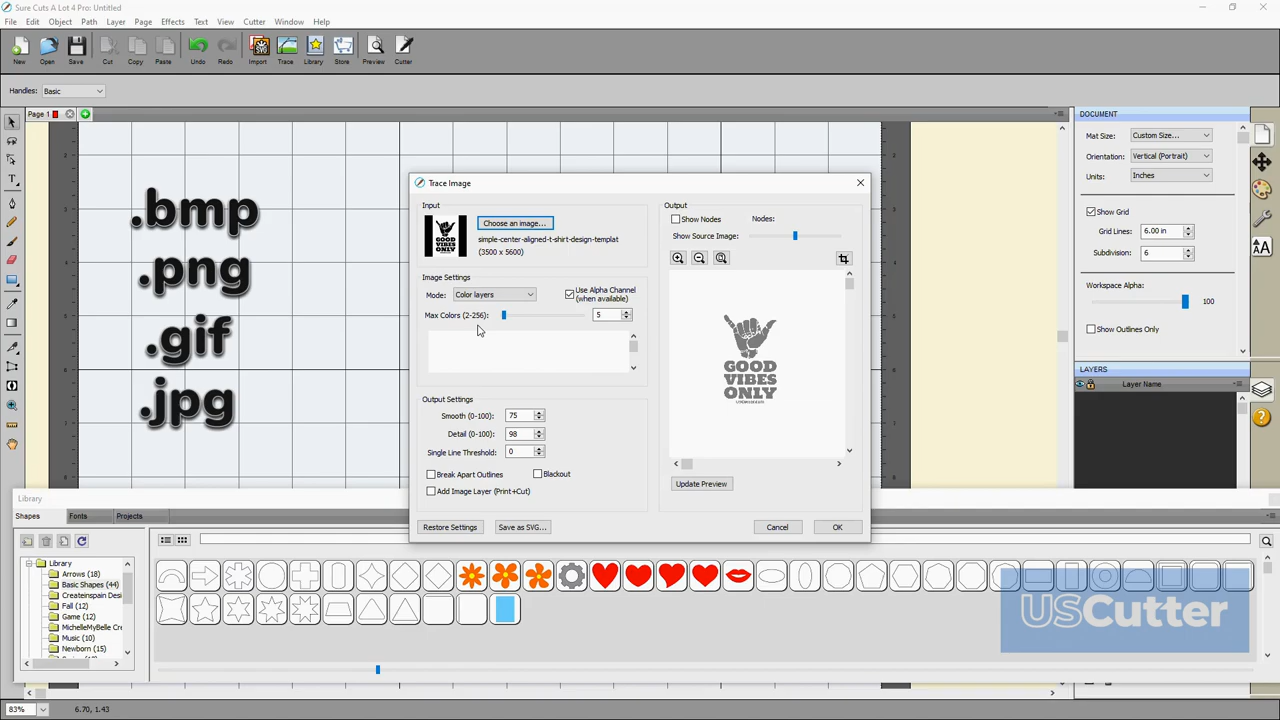 Sure Cuts A Lot 4 Pro: Untitled
File Edit Object Path Layer Page Effects Text View Cutter Window Help
New Open Save Cut Copy Paste Undo Redo Import Trace Library Store Preview Cutter
Handles: Basic
Page 1
.bmp
.png
.gif
.jpg
Trace Image
Input
Choose an image...
simple-center-aligned-t-shirt-design-templat
(3500 x 5600)
Image Settings
Mode: Color layers
Use Alpha Channel
(when available)
Max Colors (2-256): 5
Output Settings
Smooth (0-100): 75
Detail (0-100): 98
Single Line Threshold: 0
Break Apart Outlines Blackout
Add Image Layer (Print+Cut)
Restore Settings Save as SVG... Cancel OK
Output
Show Nodes Nodes:
Show Source Image:
GOOD
VIBES
ONLY
Update Preview
DOCUMENT
Mat Size: Custom Size...
Orientation: Vertical (Portrait)
Units: Inches
Show Grid
Grid Lines: 6.00 in
Subdivision: 6
Workspace Alpha: 100
Show Outlines Only
LAYERS
Layer Name
Library
Shapes Fonts Projects
Library
Arrows (18)
Basic Shapes (44)
Createinspain Desi
Fall (12)
Game (12)
MichelleMyBelle Cre
Music (10)
Newborn (15)
USCutter
83% 6.70, 1.43